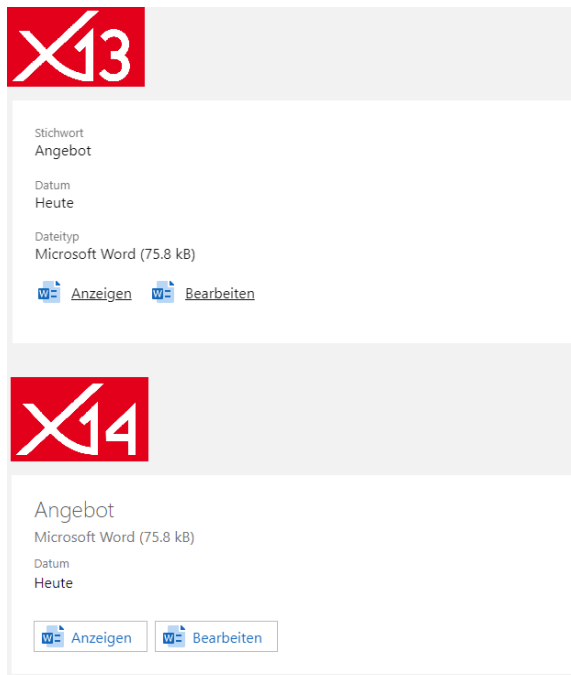 X13
Stichwort
Angebot
Datum
Heute
Dateityp
Microsoft Word (75.8 kB)
W Anzeigen W Bearbeiten
X14
Angebot
Microsoft Word (75.8 kB)
Datum
Heute
W Anzeigen W Bearbeiten